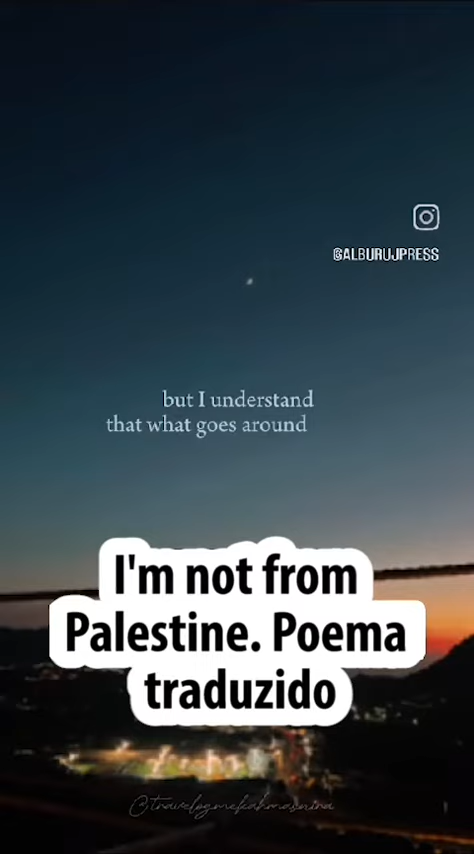 @ALBURUJPRESS
but I understand
that what goes around
I'm not from
Palestine. Poema
traduzido